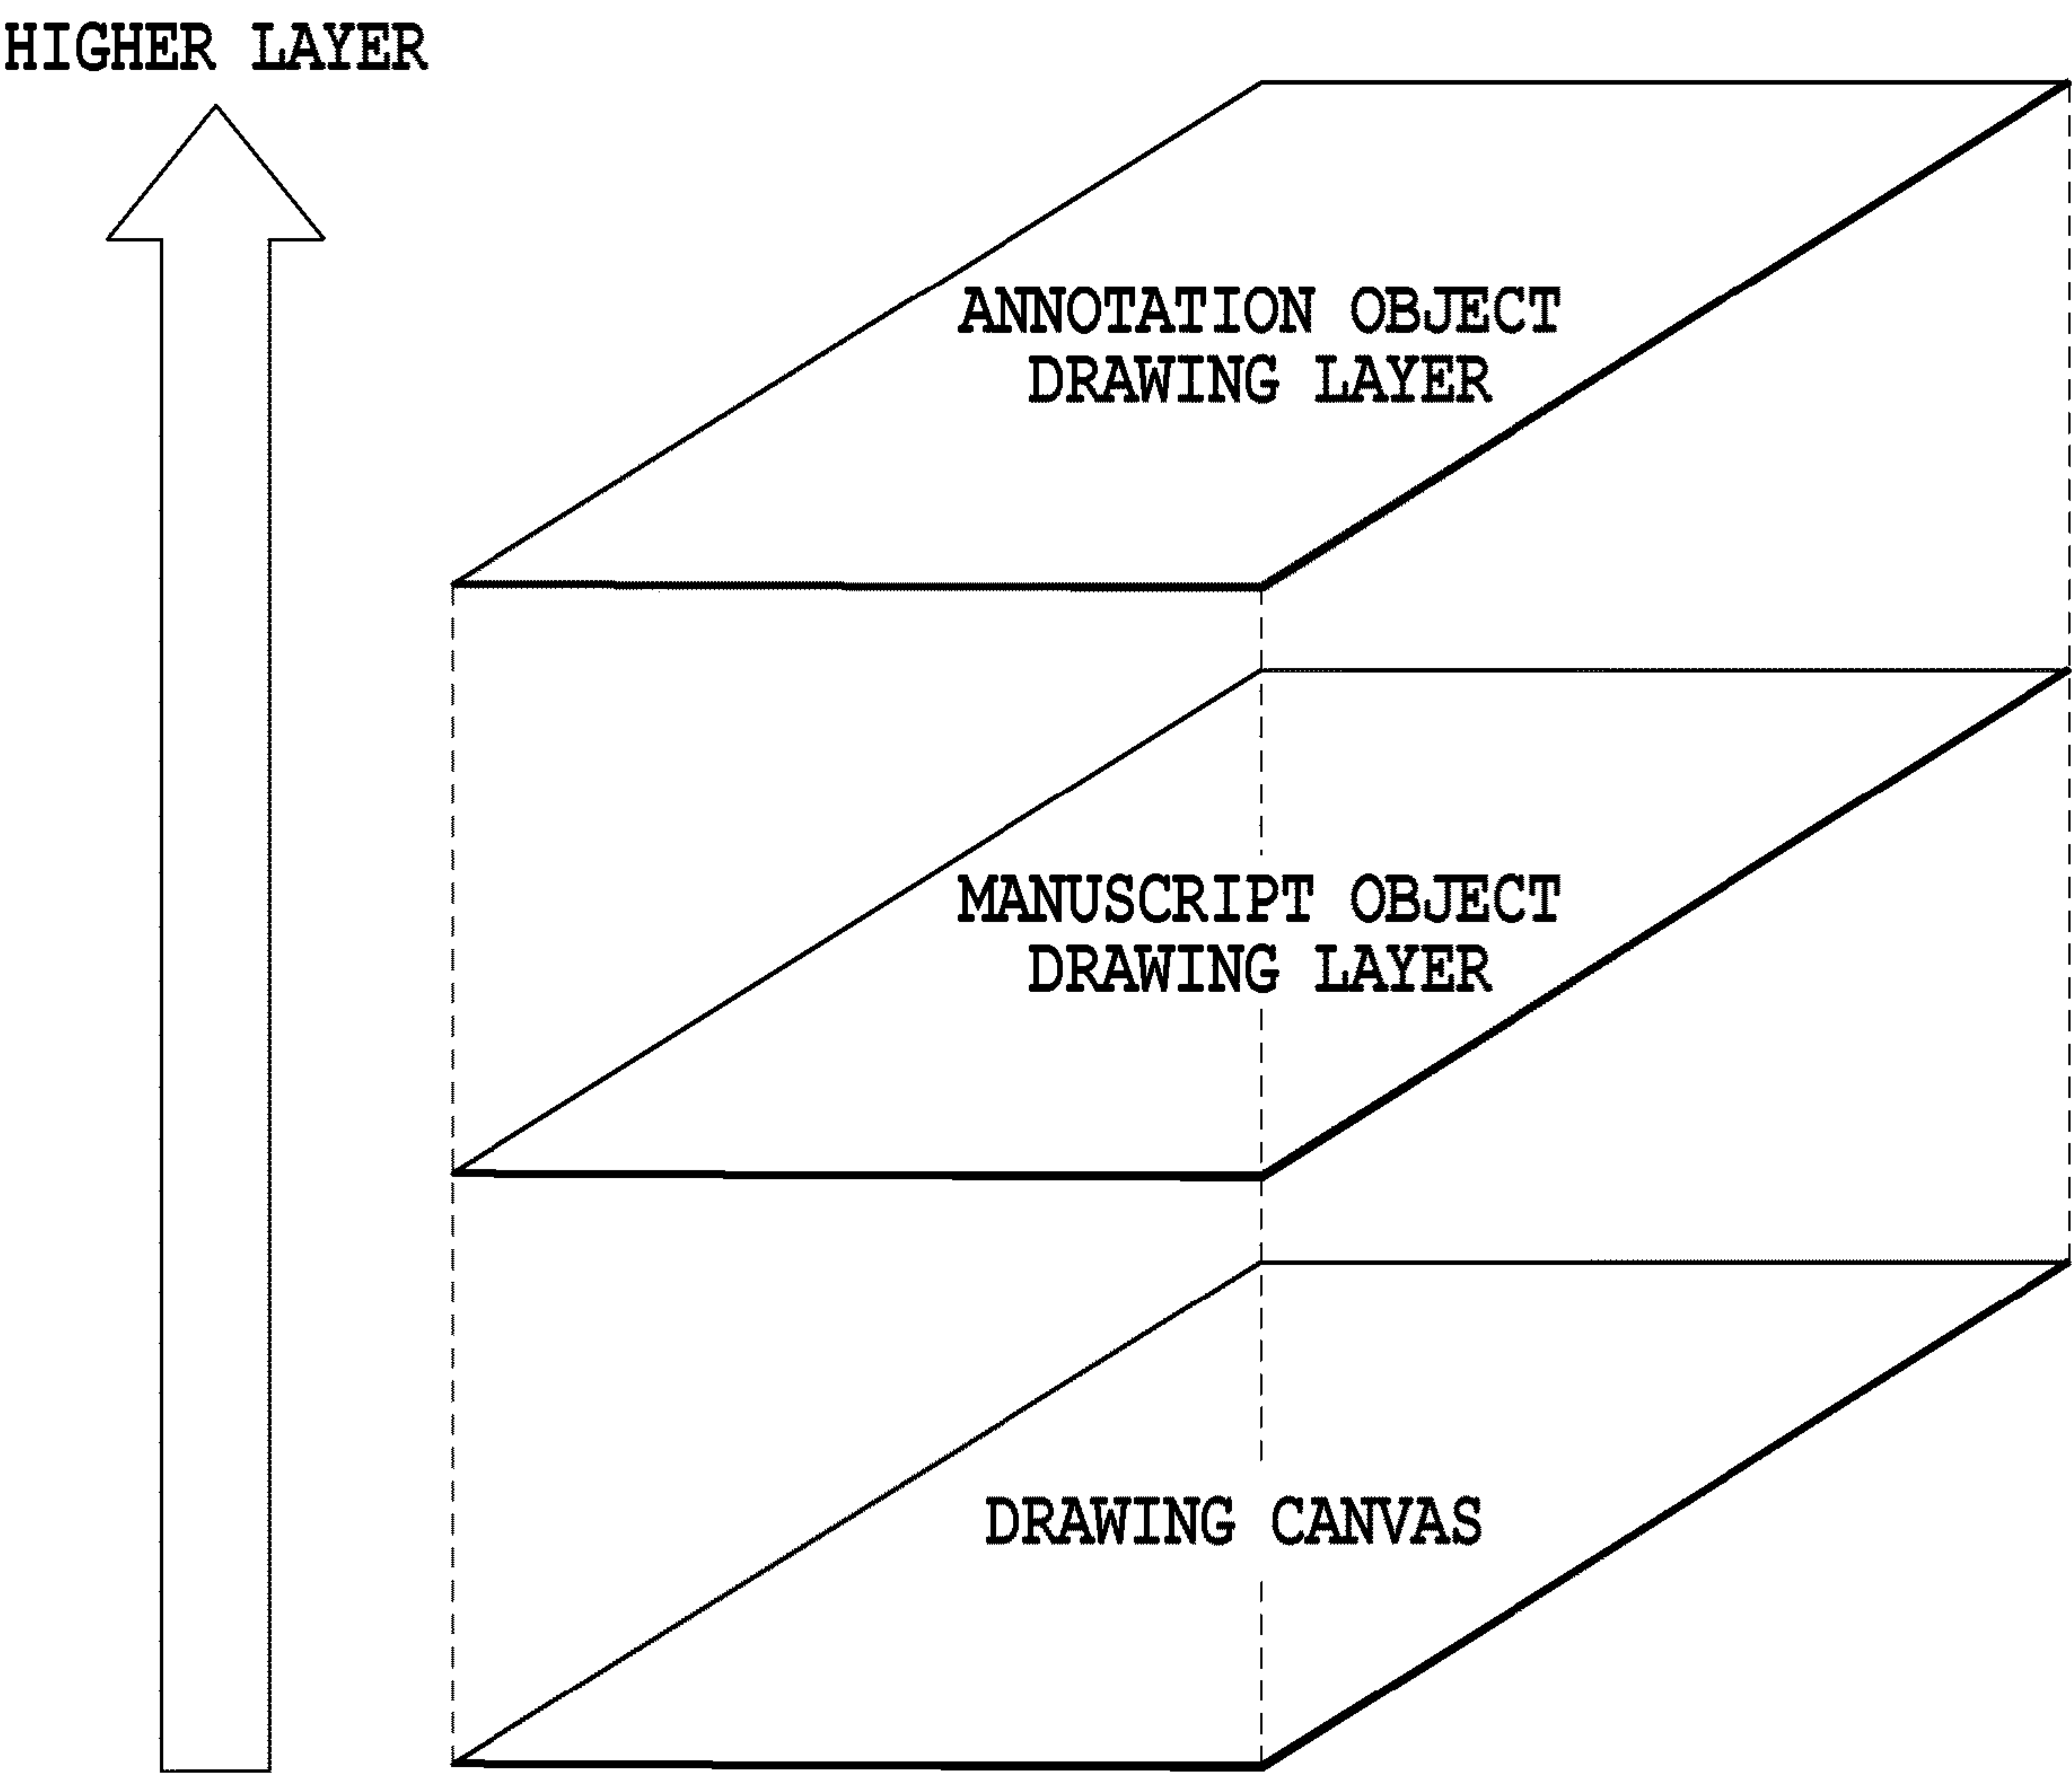 HIGHER LAYER
ANNOTATION OBJECT
DRAWING LAYER
MANUSCRIPT OBJECT
DRAWING LAYER
DRAWING CANVAS